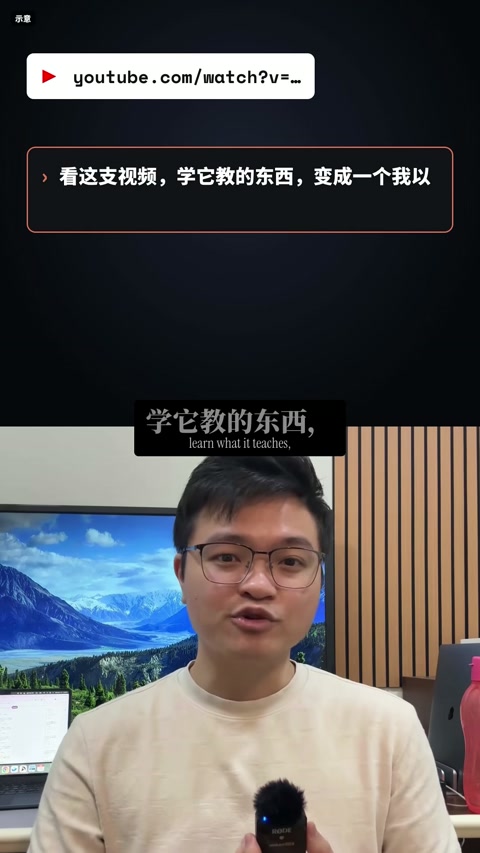 示意
youtube.com/watch?v=…
› 看这支视频，学它教的东西，变成一个我以
学它教的东西，
learn what it teaches,